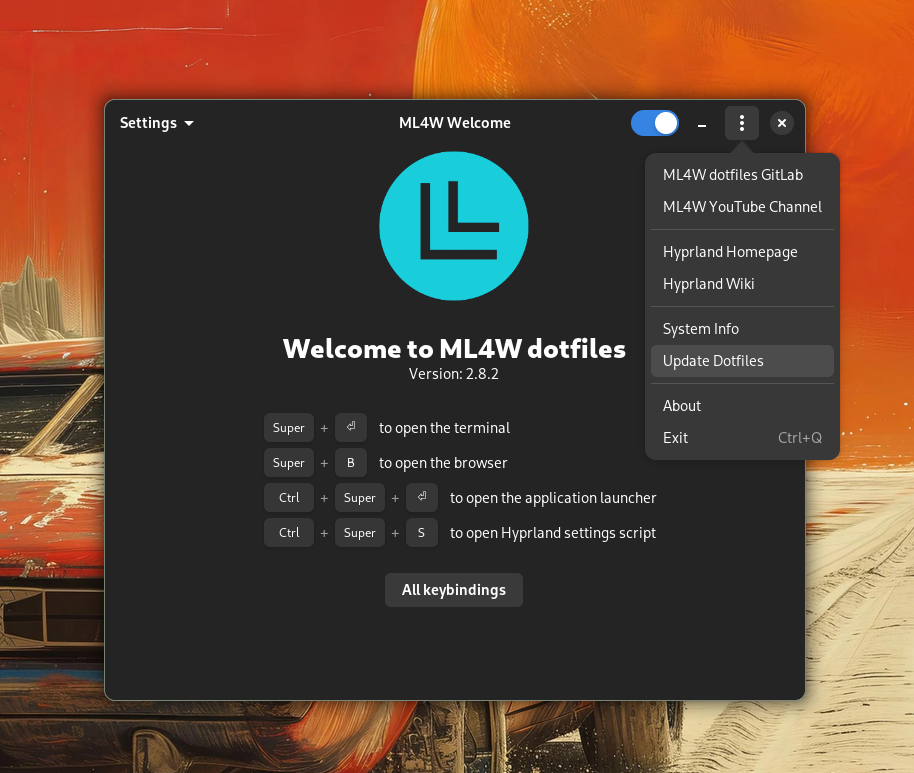 Settings
ML4W Welcome
ML4W dotfiles GitLab
ML4W YouTube Channel
Hyprland Homepage
Hyprland Wiki
System Info
Update Dotfiles
About
Exit Ctrl+Q
Welcome to ML4W dotfiles
Version: 2.8.2
Super + ⏎ to open the terminal
Super + B to open the browser
Ctrl + Super + ⏎ to open the application launcher
Ctrl + Super + S to open Hyprland settings script
All keybindings